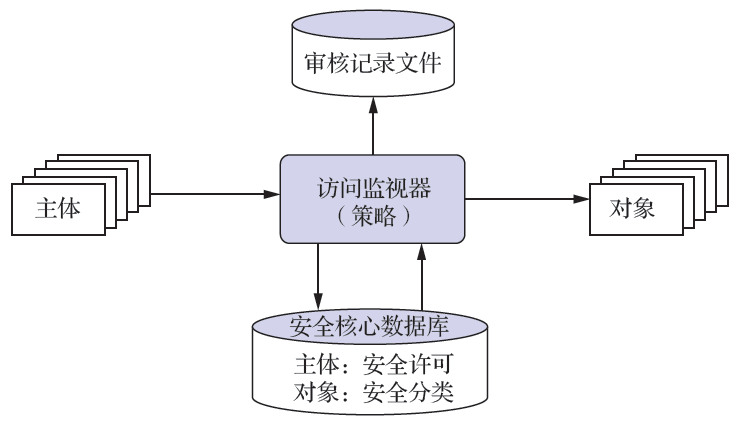 审核记录文件
主体
访问监视器
（策略）
对象
安全核心数据库
主体：安全许可
对象：安全分类